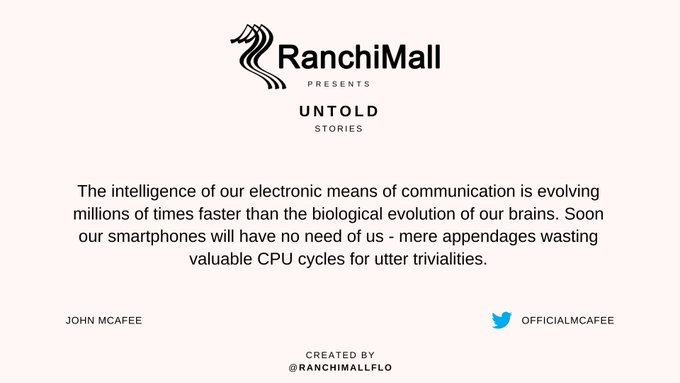 RanchiMall
PRESENTS
UNTOLD
STORIES
The intelligence of our electronic means of communication is evolving
millions of times faster than the biological evolution of our brains. Soon
our smartphones will have no need of us - mere appendages wasting
valuable CPU cycles for utter trivialities.
JOHN MCAFEE
OFFICIALMCAFEE
CREATED BY
@RANCHIMALLFLO